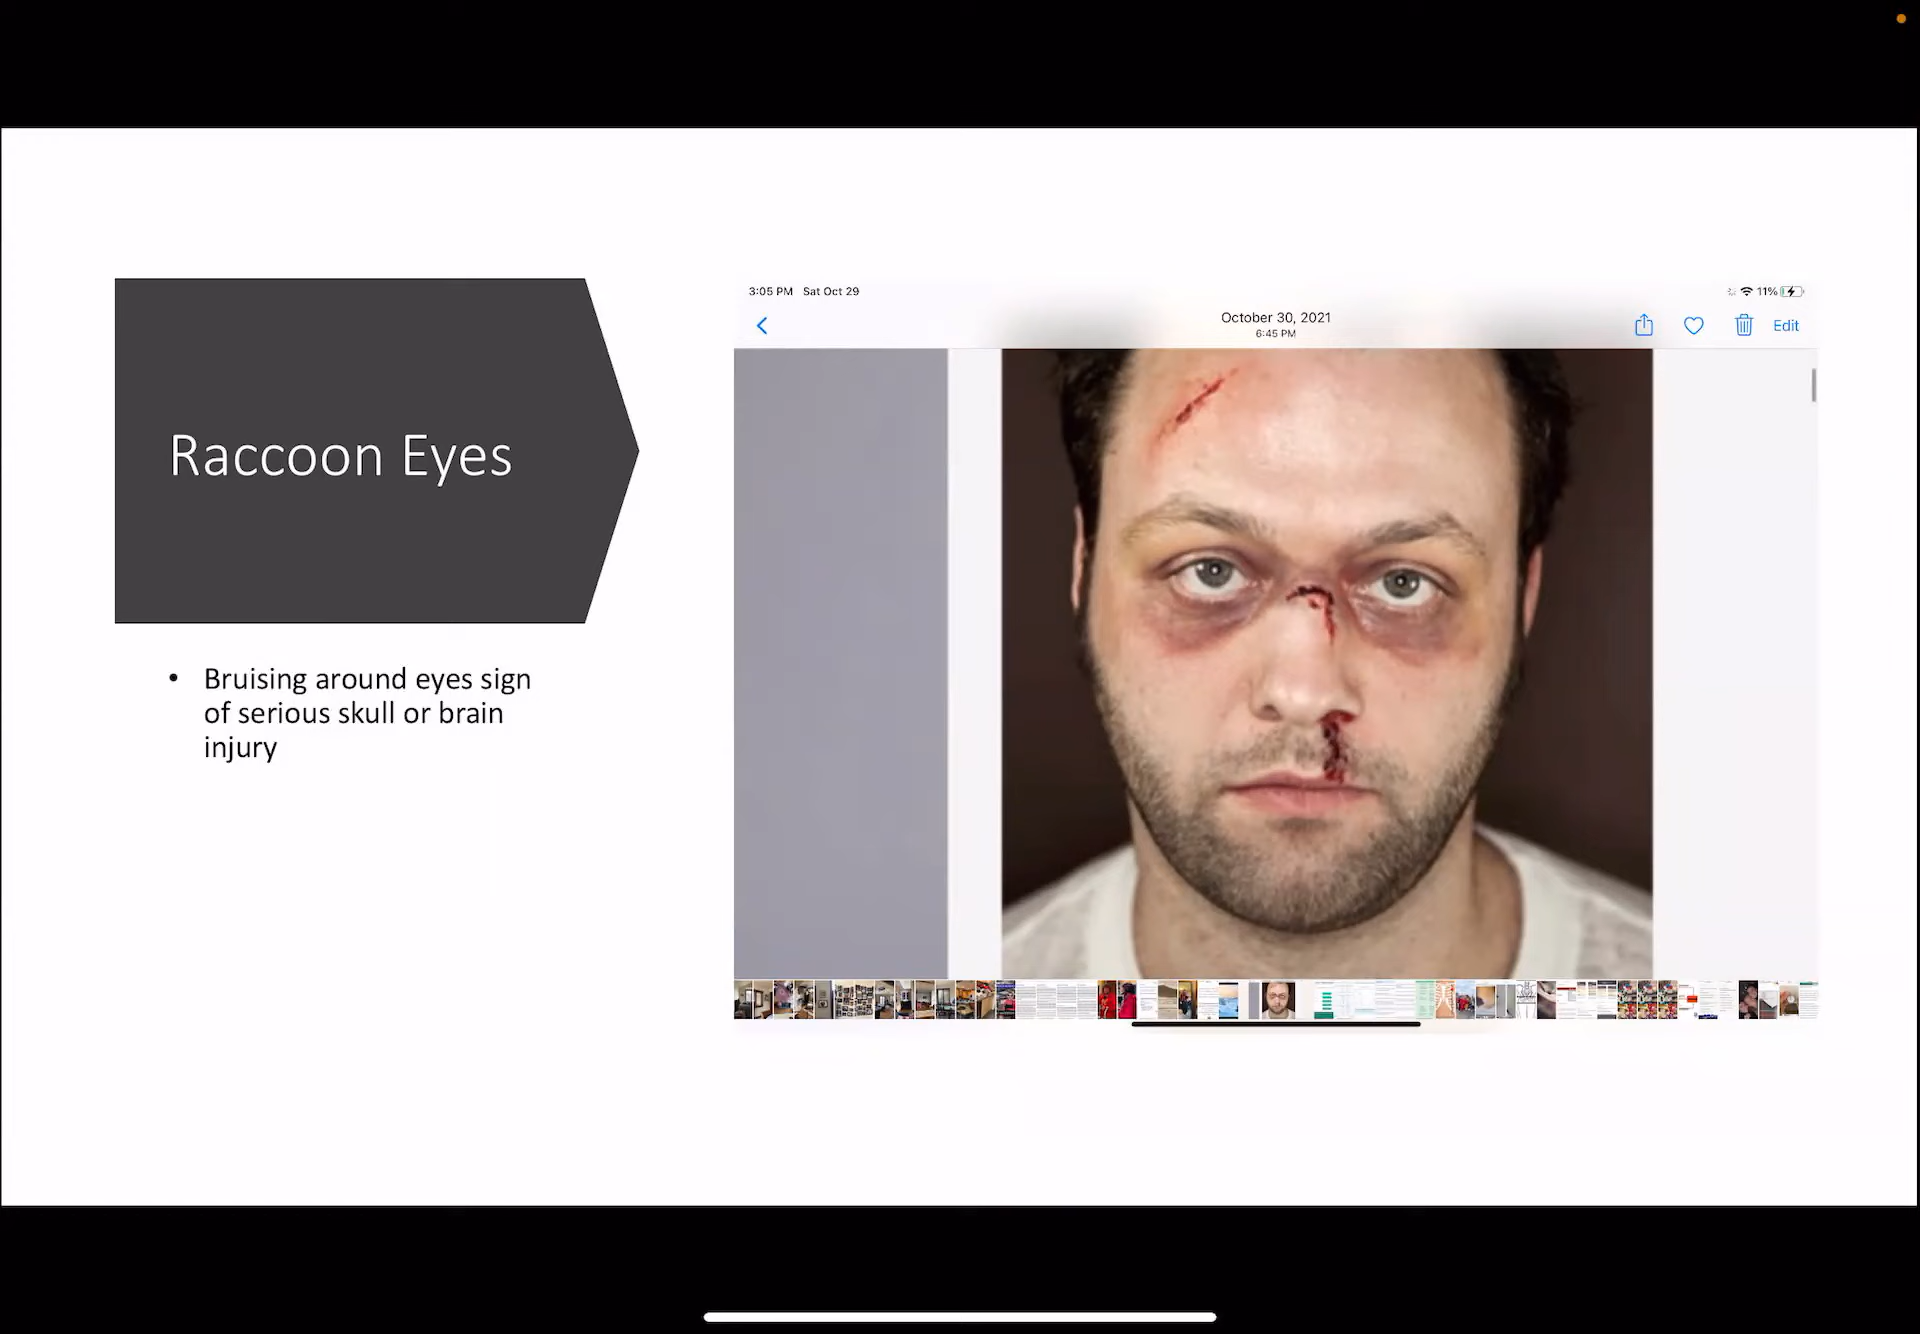 Raccoon Eyes
• Bruising around eyes sign
of serious skull or brain
injury
3:05 PM Sat Oct 29
11%
October 30, 2021
6:45 PM
Edit